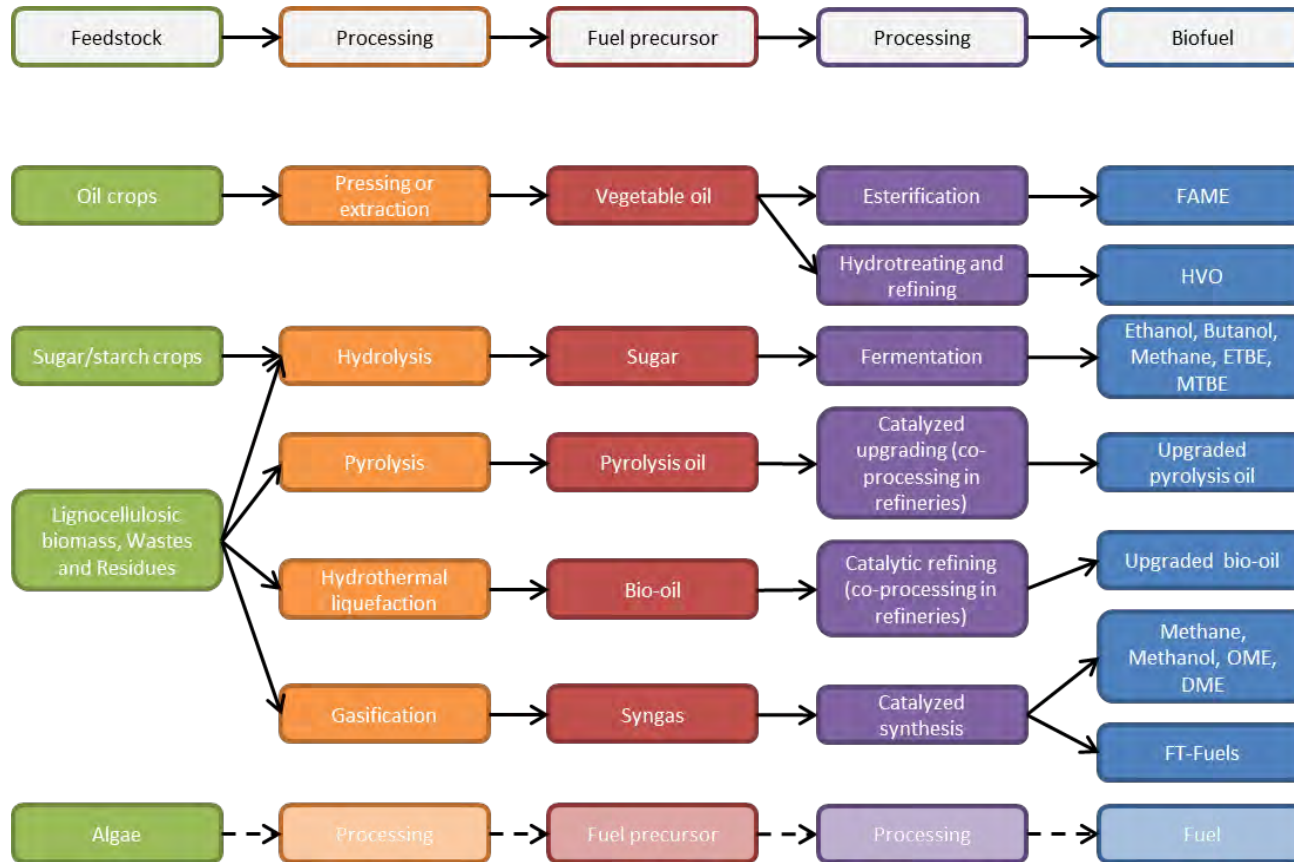 Feedstock
Processing
Fuel precursor
Processing
Biofuel
Oil crops
Pressing or
extraction
Vegetable oil
Esterification
FAME
Hydrotreating and
refining
HVO
Sugar/starch crops
Hydrolysis
Sugar
Fermentation
Ethanol, Butanol,
Methane, ETBE,
MTBE
Pyrolysis
Pyrolysis oil
Catalyzed
upgrading (co-
processing in
refineries)
Upgraded
pyrolysis oil
Lignocellulosic
biomass, Wastes
and Residues
Hydrothermal
liquefaction
Bio-oil
Catalytic refining
(co-processing in
refineries)
Upgraded bio-oil
Gasification
Syngas
Catalyzed
synthesis
Methane,
Methanol, OME,
DME
FT-Fuels
Algae
Processing
Fuel precursor
Processing
Fuel